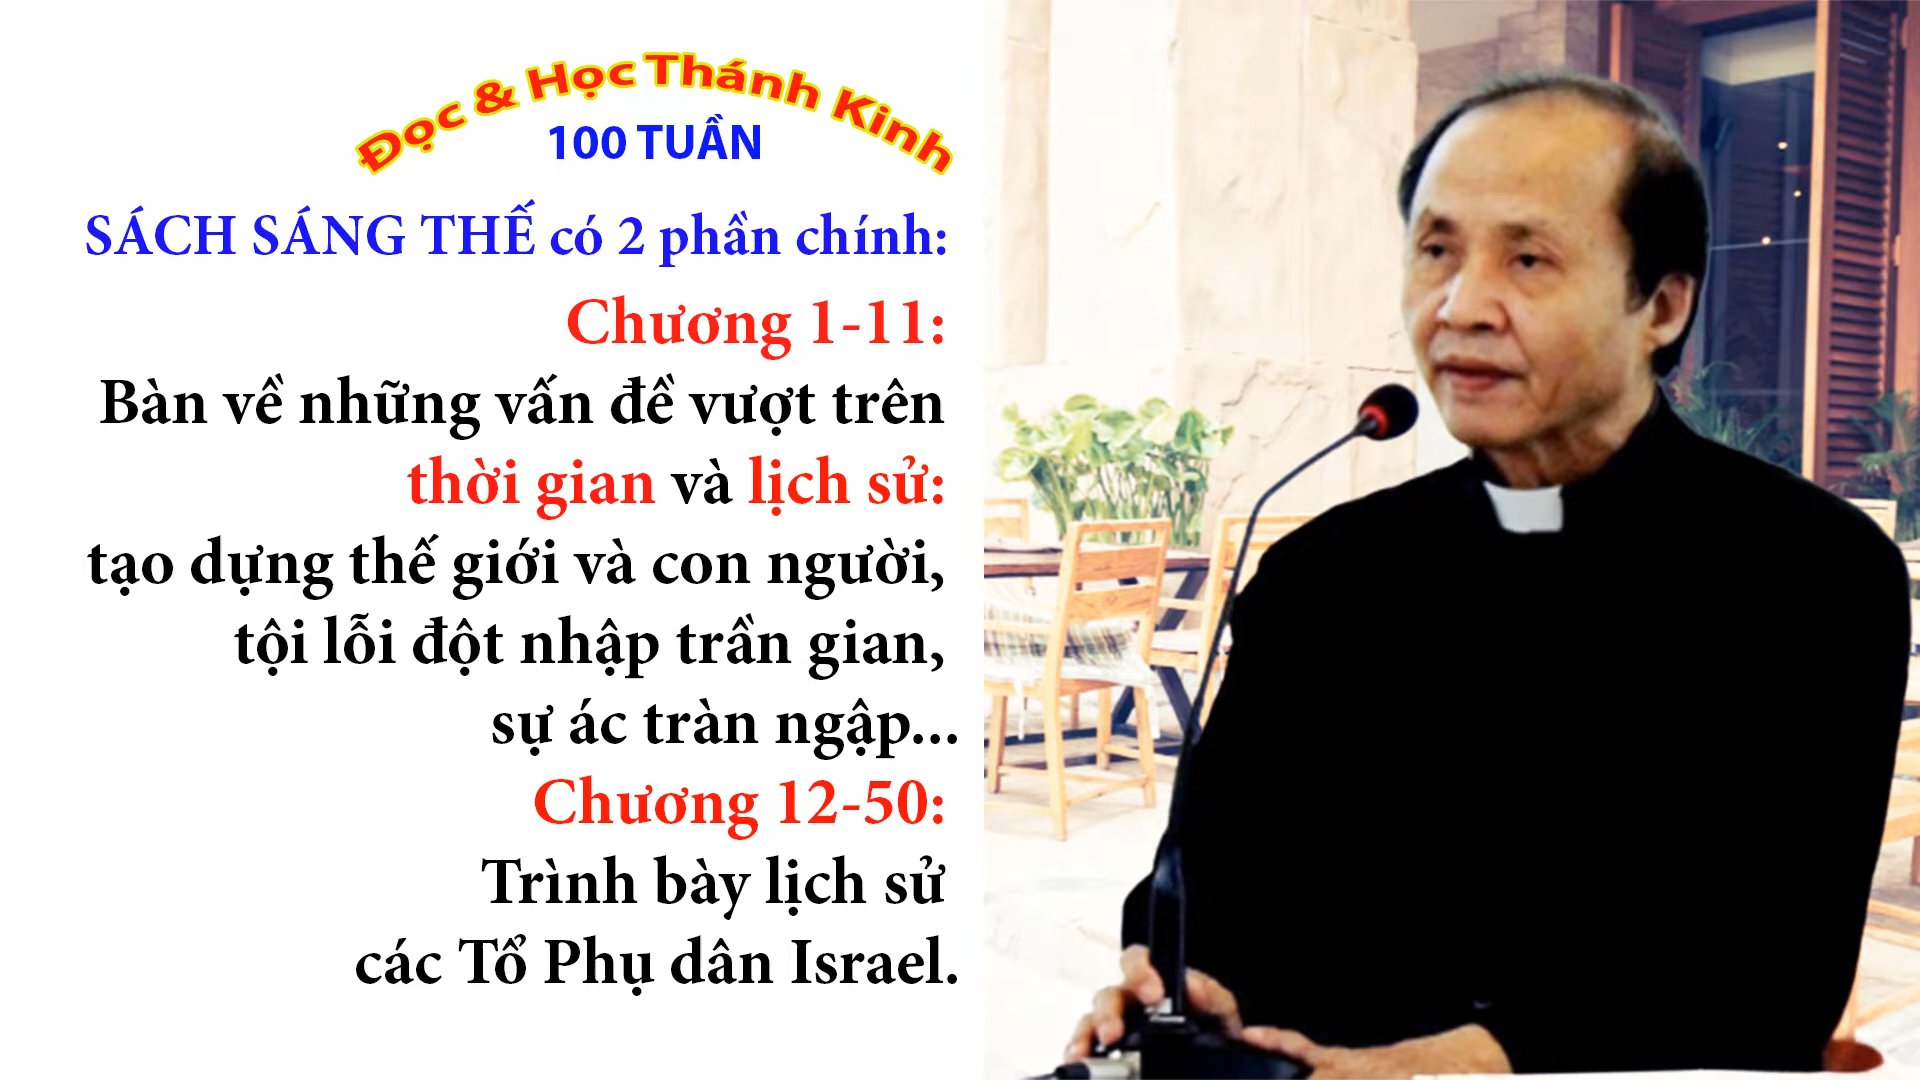 Đọc & Học Thánh Kinh
100 TUẦN
SÁCH SÁNG THẾ có 2 phần chính:
Chương 1-11:
Bàn về những vấn đề vượt trên
thời gian và lịch sử:
tạo dựng thế giới và con người,
tội lỗi đột nhập trần gian,
sự ác tràn ngập...
Chương 12-50:
Trình bày lịch sử
các Tổ Phụ dân Israel.